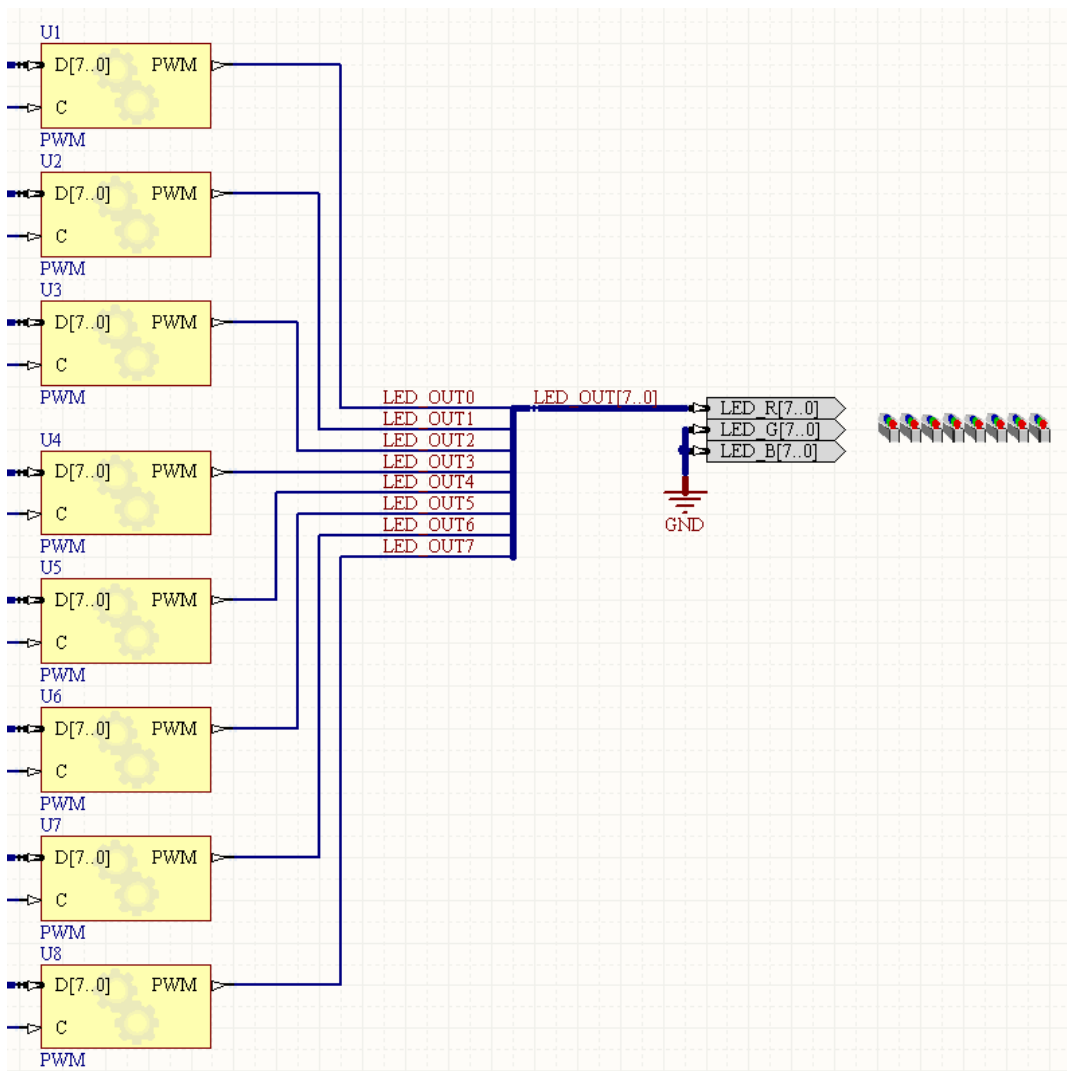 U1
D[7..0] PWM
C
PWM
U2
D[7..0] PWM
C
PWM
U3
D[7..0] PWM
C
PWM
U4
D[7..0] PWM
C
PWM
U5
D[7..0] PWM
C
PWM
U6
D[7..0] PWM
C
PWM
U7
D[7..0] PWM
C
PWM
U8
D[7..0] PWM
C
PWM
LED_OUT0
LED_OUT1
LED_OUT2
LED_OUT3
LED_OUT4
LED_OUT5
LED_OUT6
LED_OUT7
LED_OUT[7..0]
LED_R[7..0]
LED_G[7..0]
LED_B[7..0]
GND